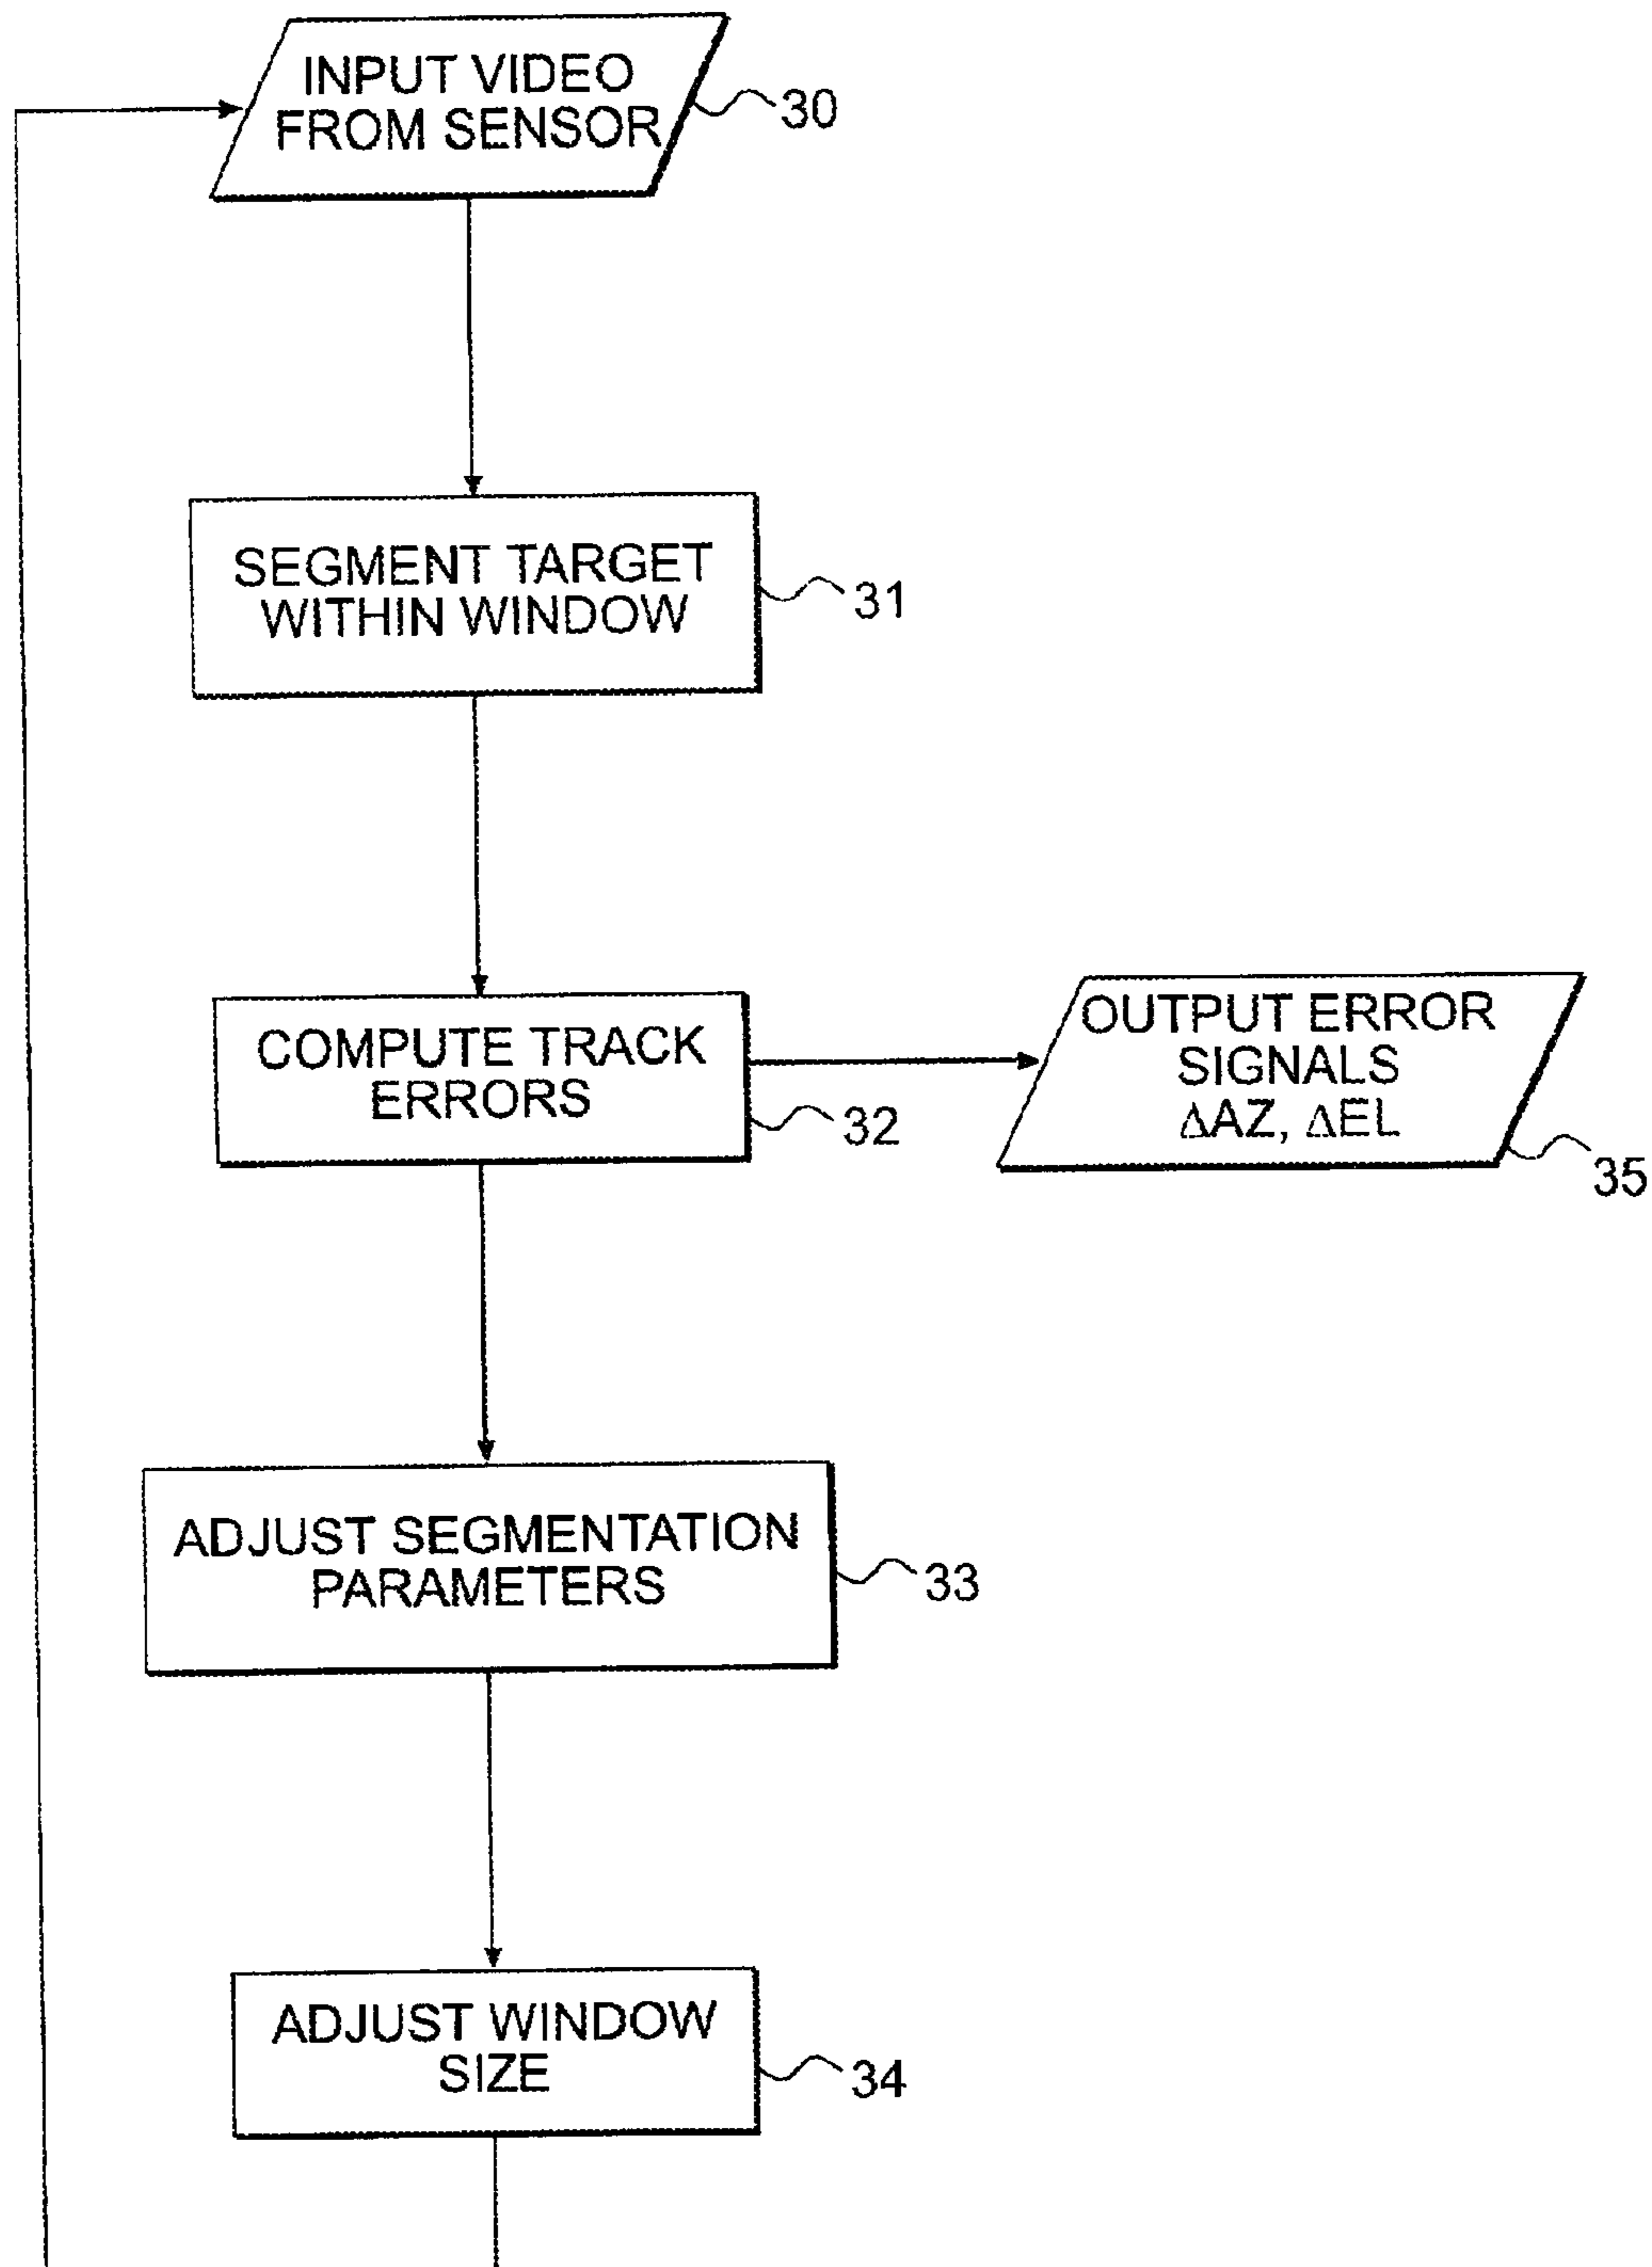 INPUT VIDEO
FROM SENSOR
30
SEGMENT TARGET
WITHIN WINDOW
31
COMPUTE TRACK
ERRORS
32
OUTPUT ERROR
SIGNALS
ΔAZ, ΔEL
35
ADJUST SEGMENTATION
PARAMETERS
33
ADJUST WINDOW
SIZE
34